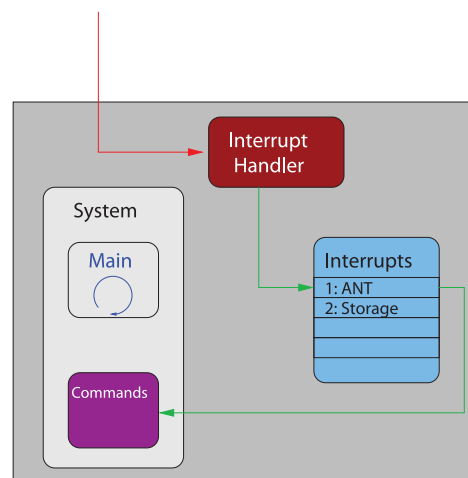 Interrupt
Handler
System
Main
Interrupts
1: ANT
2: Storage
Commands